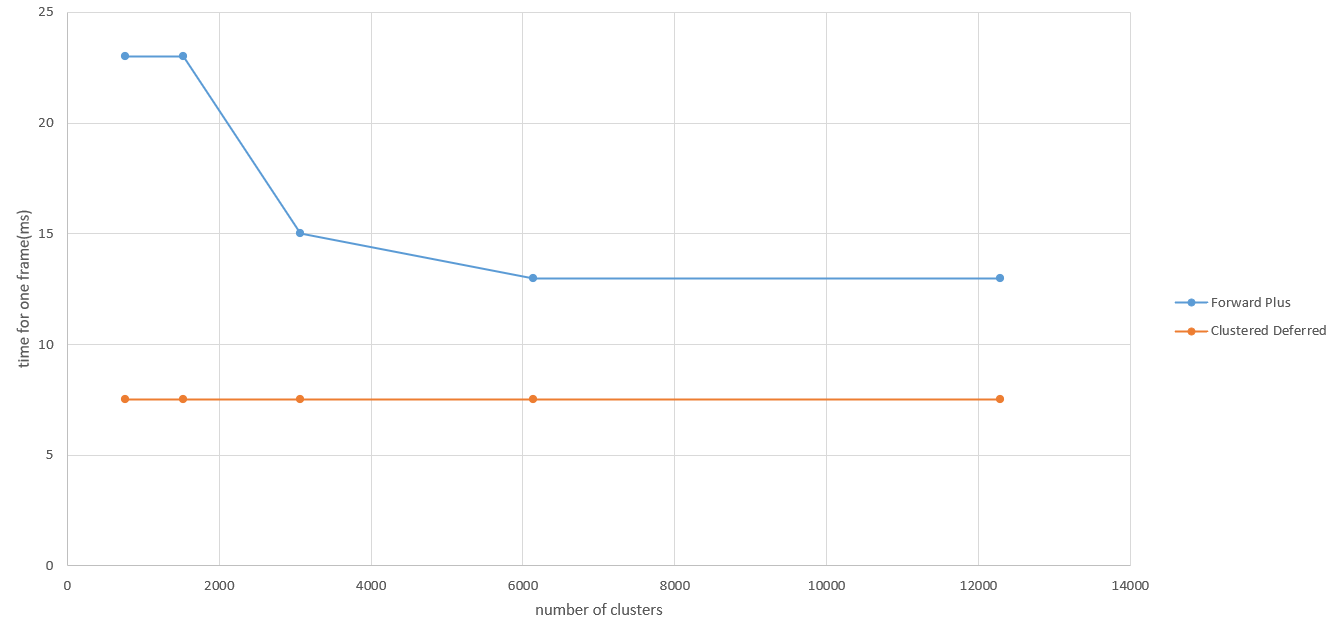 25
20
15
10
5
0
time for one frame(ms)
0 2000 4000 6000 8000 10000 12000 14000
number of clusters
Forward Plus
Clustered Deferred